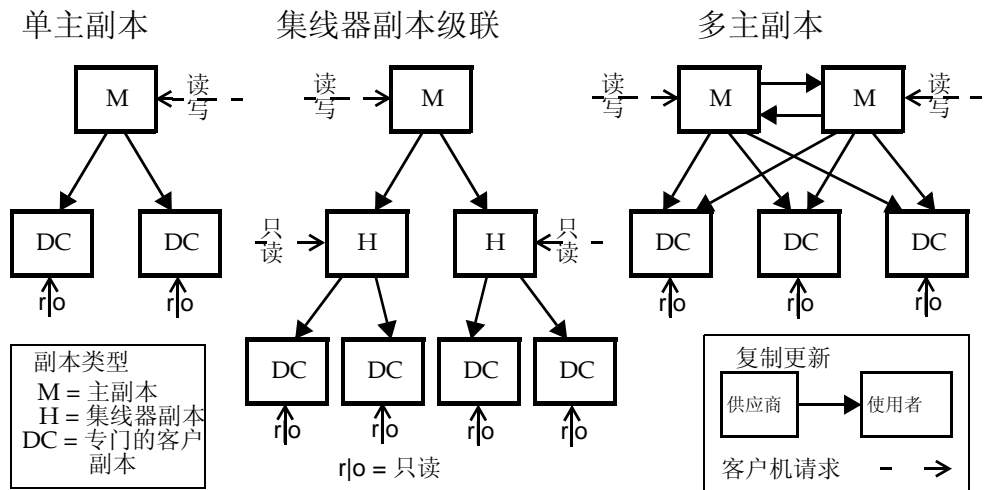 单主副本
集线器副本级联
多主副本
M
读写
读写
M
读写
M
M
读写
DC
DC
只读
H
H
只读
DC
DC
DC
r|o
r|o
r|o
r|o
r|o
DC
DC
DC
DC
r|o
r|o
r|o
r|o
r|o = 只读
副本类型
M = 主副本
H = 集线器副本
DC = 专门的客户
副本
复制更新
供应商
使用者
客户机请求